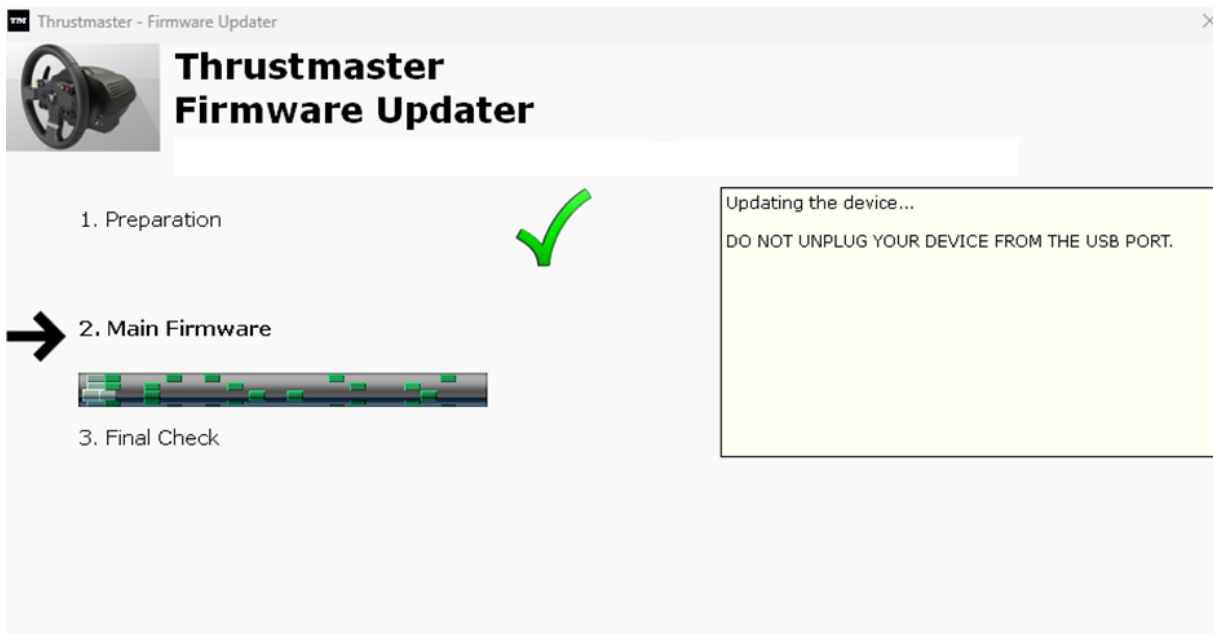 TM Thrustmaster - Firmware Updater
Thrustmaster
Firmware Updater
1. Preparation
2. Main Firmware
3. Final Check
Updating the device...
DO NOT UNPLUG YOUR DEVICE FROM THE USB PORT.